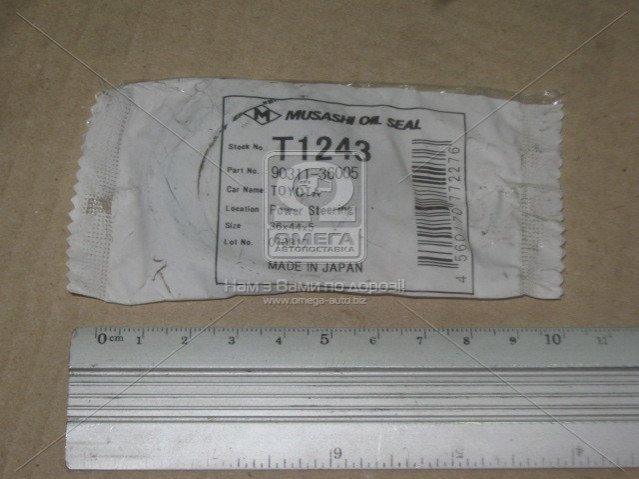 M MUSASHI OIL SEAL
Stock No. T1243
Part No. 90311-36005
Car Name TOYOTA
Location Power Steering
Size 36x44x5
Lot No.
MADE IN JAPAN
ОМЕГА
АВТОПОСТАВКА
Нам з Вами по дорозі!
www.omega-auto.biz
0 cm 1 2 3 4 5 6 7 8 9 10 11
9 8